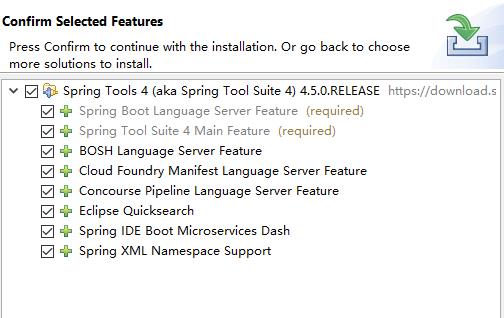 Confirm Selected Features
Press Confirm to continue with the installation. Or go back to choose
more solutions to install.
Spring Tools 4 (aka Spring Tool Suite 4) 4.5.0.RELEASE https://download.s
Spring Boot Language Server Feature (required)
Spring Tool Suite 4 Main Feature (required)
BOSH Language Server Feature
Cloud Foundry Manifest Language Server Feature
Concourse Pipeline Language Server Feature
Eclipse Quicksearch
Spring IDE Boot Microservices Dash
Spring XML Namespace Support